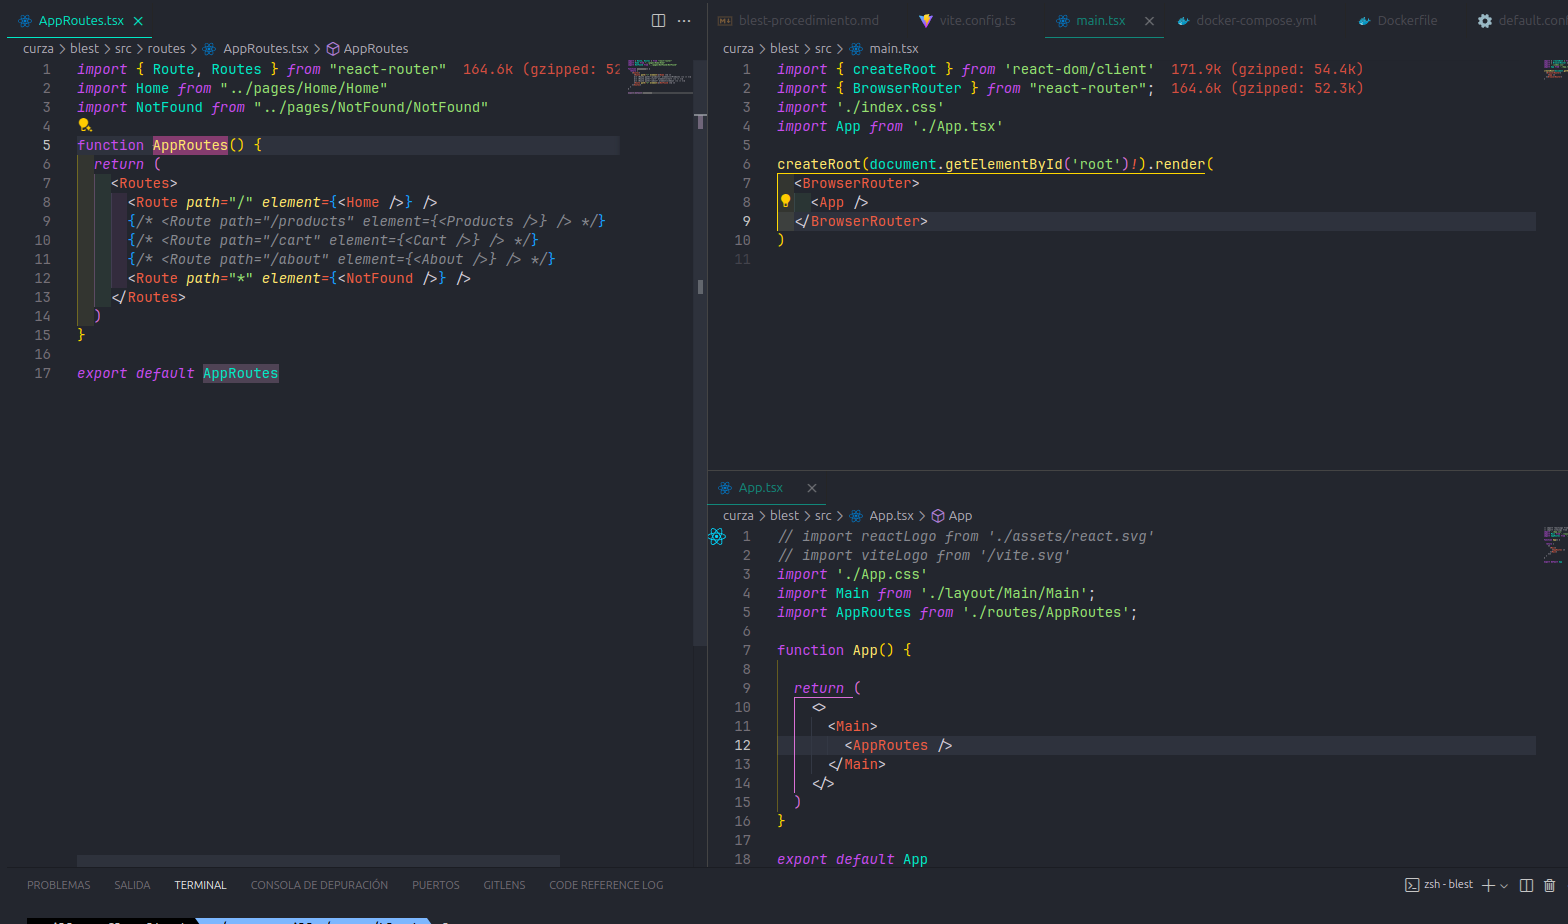 AppRoutes.tsx
curza > blest > src > routes > AppRoutes.tsx > AppRoutes
1 import { Route, Routes } from "react-router" 164.6k (gzipped: 52
2 import Home from "../pages/Home/Home"
3 import NotFound from "../pages/NotFound/NotFound"
4
5 function AppRoutes() {
6 return (
7 <Routes>
8 <Route path="/" element={<Home />} />
9 {/* <Route path="/products" element={<Products />} /> */}
10 {/* <Route path="/cart" element={<Cart />} /> */}
11 {/* <Route path="/about" element={<About />} /> */}
12 <Route path="*" element={<NotFound />} />
13 </Routes>
14 )
15 }
16
17 export default AppRoutes
blest-procedimiento.md vite.config.ts main.tsx docker-compose.yml Dockerfile default.conf
curza > blest > src > main.tsx
1 import { createRoot } from 'react-dom/client' 171.9k (gzipped: 54.4k)
2 import { BrowserRouter } from "react-router"; 164.6k (gzipped: 52.3k)
3 import './index.css'
4 import App from './App.tsx'
5
6 createRoot(document.getElementById('root')!).render(
7 <BrowserRouter>
8 <App />
9 </BrowserRouter>
10 )
11
App.tsx
curza > blest > src > App.tsx > App
1 // import reactLogo from './assets/react.svg'
2 // import viteLogo from '/vite.svg'
3 import './App.css'
4 import Main from './layout/Main/Main';
5 import AppRoutes from './routes/AppRoutes';
6
7 function App() {
8
9 return (
10 <>
11 <Main>
12 <AppRoutes />
13 </Main>
14 </>
15 )
16 }
17
18 export default App
PROBLEMAS SALIDA TERMINAL CONSOLA DE DEPURACIÓN PUERTOS GITLENS CODE REFERENCE LOG
zsh - blest